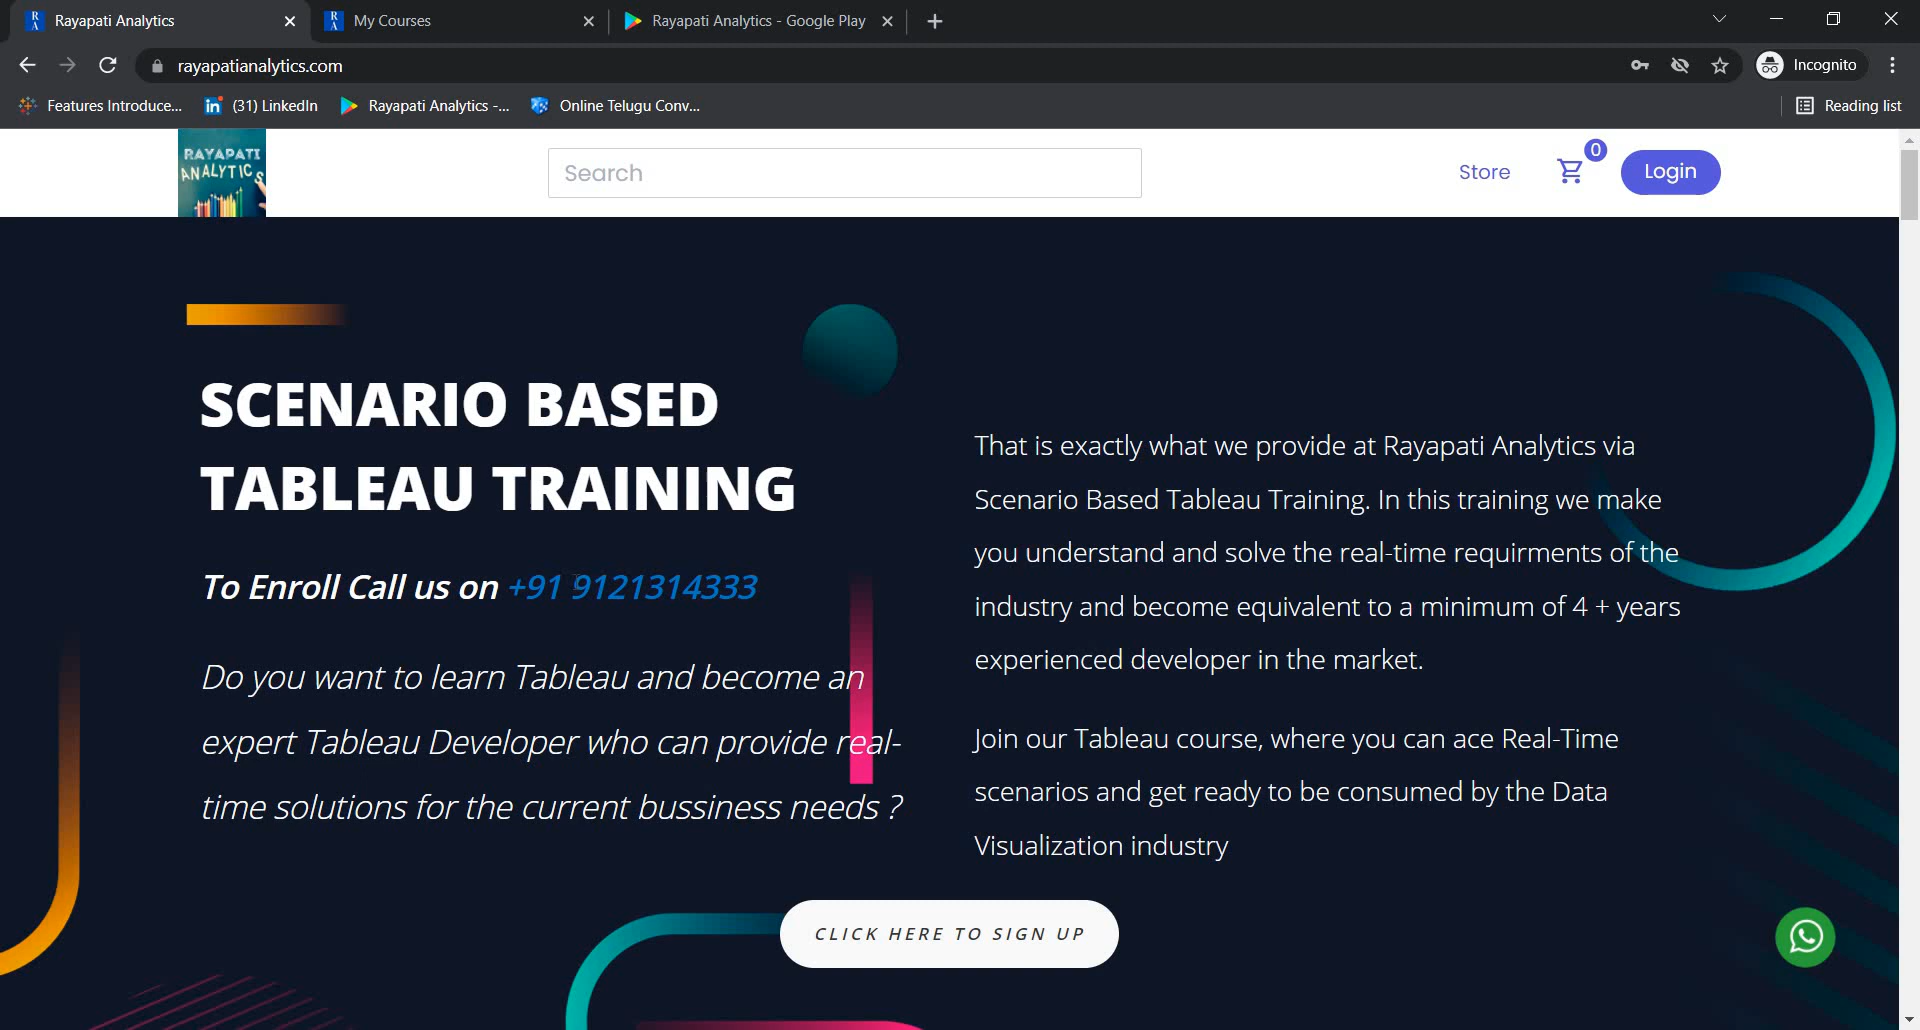 Rayapati Analytics
My Courses
Rayapati Analytics - Google Play
rayapatianalytics.com
Incognito
Features Introduce...
(31) LinkedIn
Rayapati Analytics -...
Online Telugu Conv...
Reading list
RAYAPATI
ANALYTICS
Search
Store
0
Login
SCENARIO BASED
TABLEAU TRAINING
To Enroll Call us on +91 9121314333
Do you want to learn Tableau and become an
expert Tableau Developer who can provide real-
time solutions for the current bussiness needs ?
That is exactly what we provide at Rayapati Analytics via
Scenario Based Tableau Training. In this training we make
you understand and solve the real-time requirments of the
industry and become equivalent to a minimum of 4 + years
experienced developer in the market.
Join our Tableau course, where you can ace Real-Time
scenarios and get ready to be consumed by the Data
Visualization industry
CLICK HERE TO SIGN UP